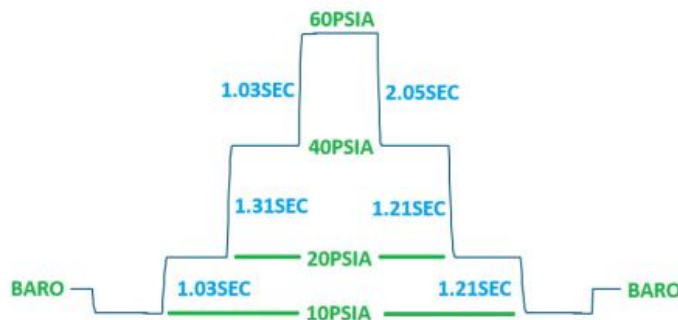 60PSIA
1.03SEC 2.05SEC
40PSIA
1.31SEC 1.21SEC
20PSIA
BARO 1.03SEC 1.21SEC BARO
10PSIA